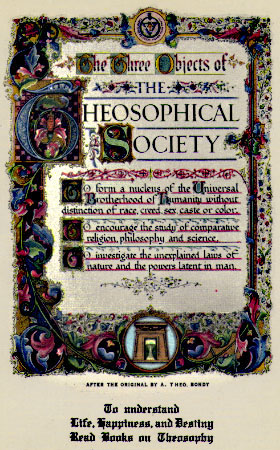 The Three Objects of
THE
THEOSOPHICAL
SOCIETY
To form a nucleus of the Universal
Brotherhood of Humanity without
distinction of race, creed, sex, caste or color.
To encourage the study of comparative
religion, philosophy and science.
To investigate the unexplained laws of
nature and the powers latent in man.
AFTER THE ORIGINAL BY A. THEO. BONDY
To understand
Life, Happiness, and Destiny
Read Books on Theosophy